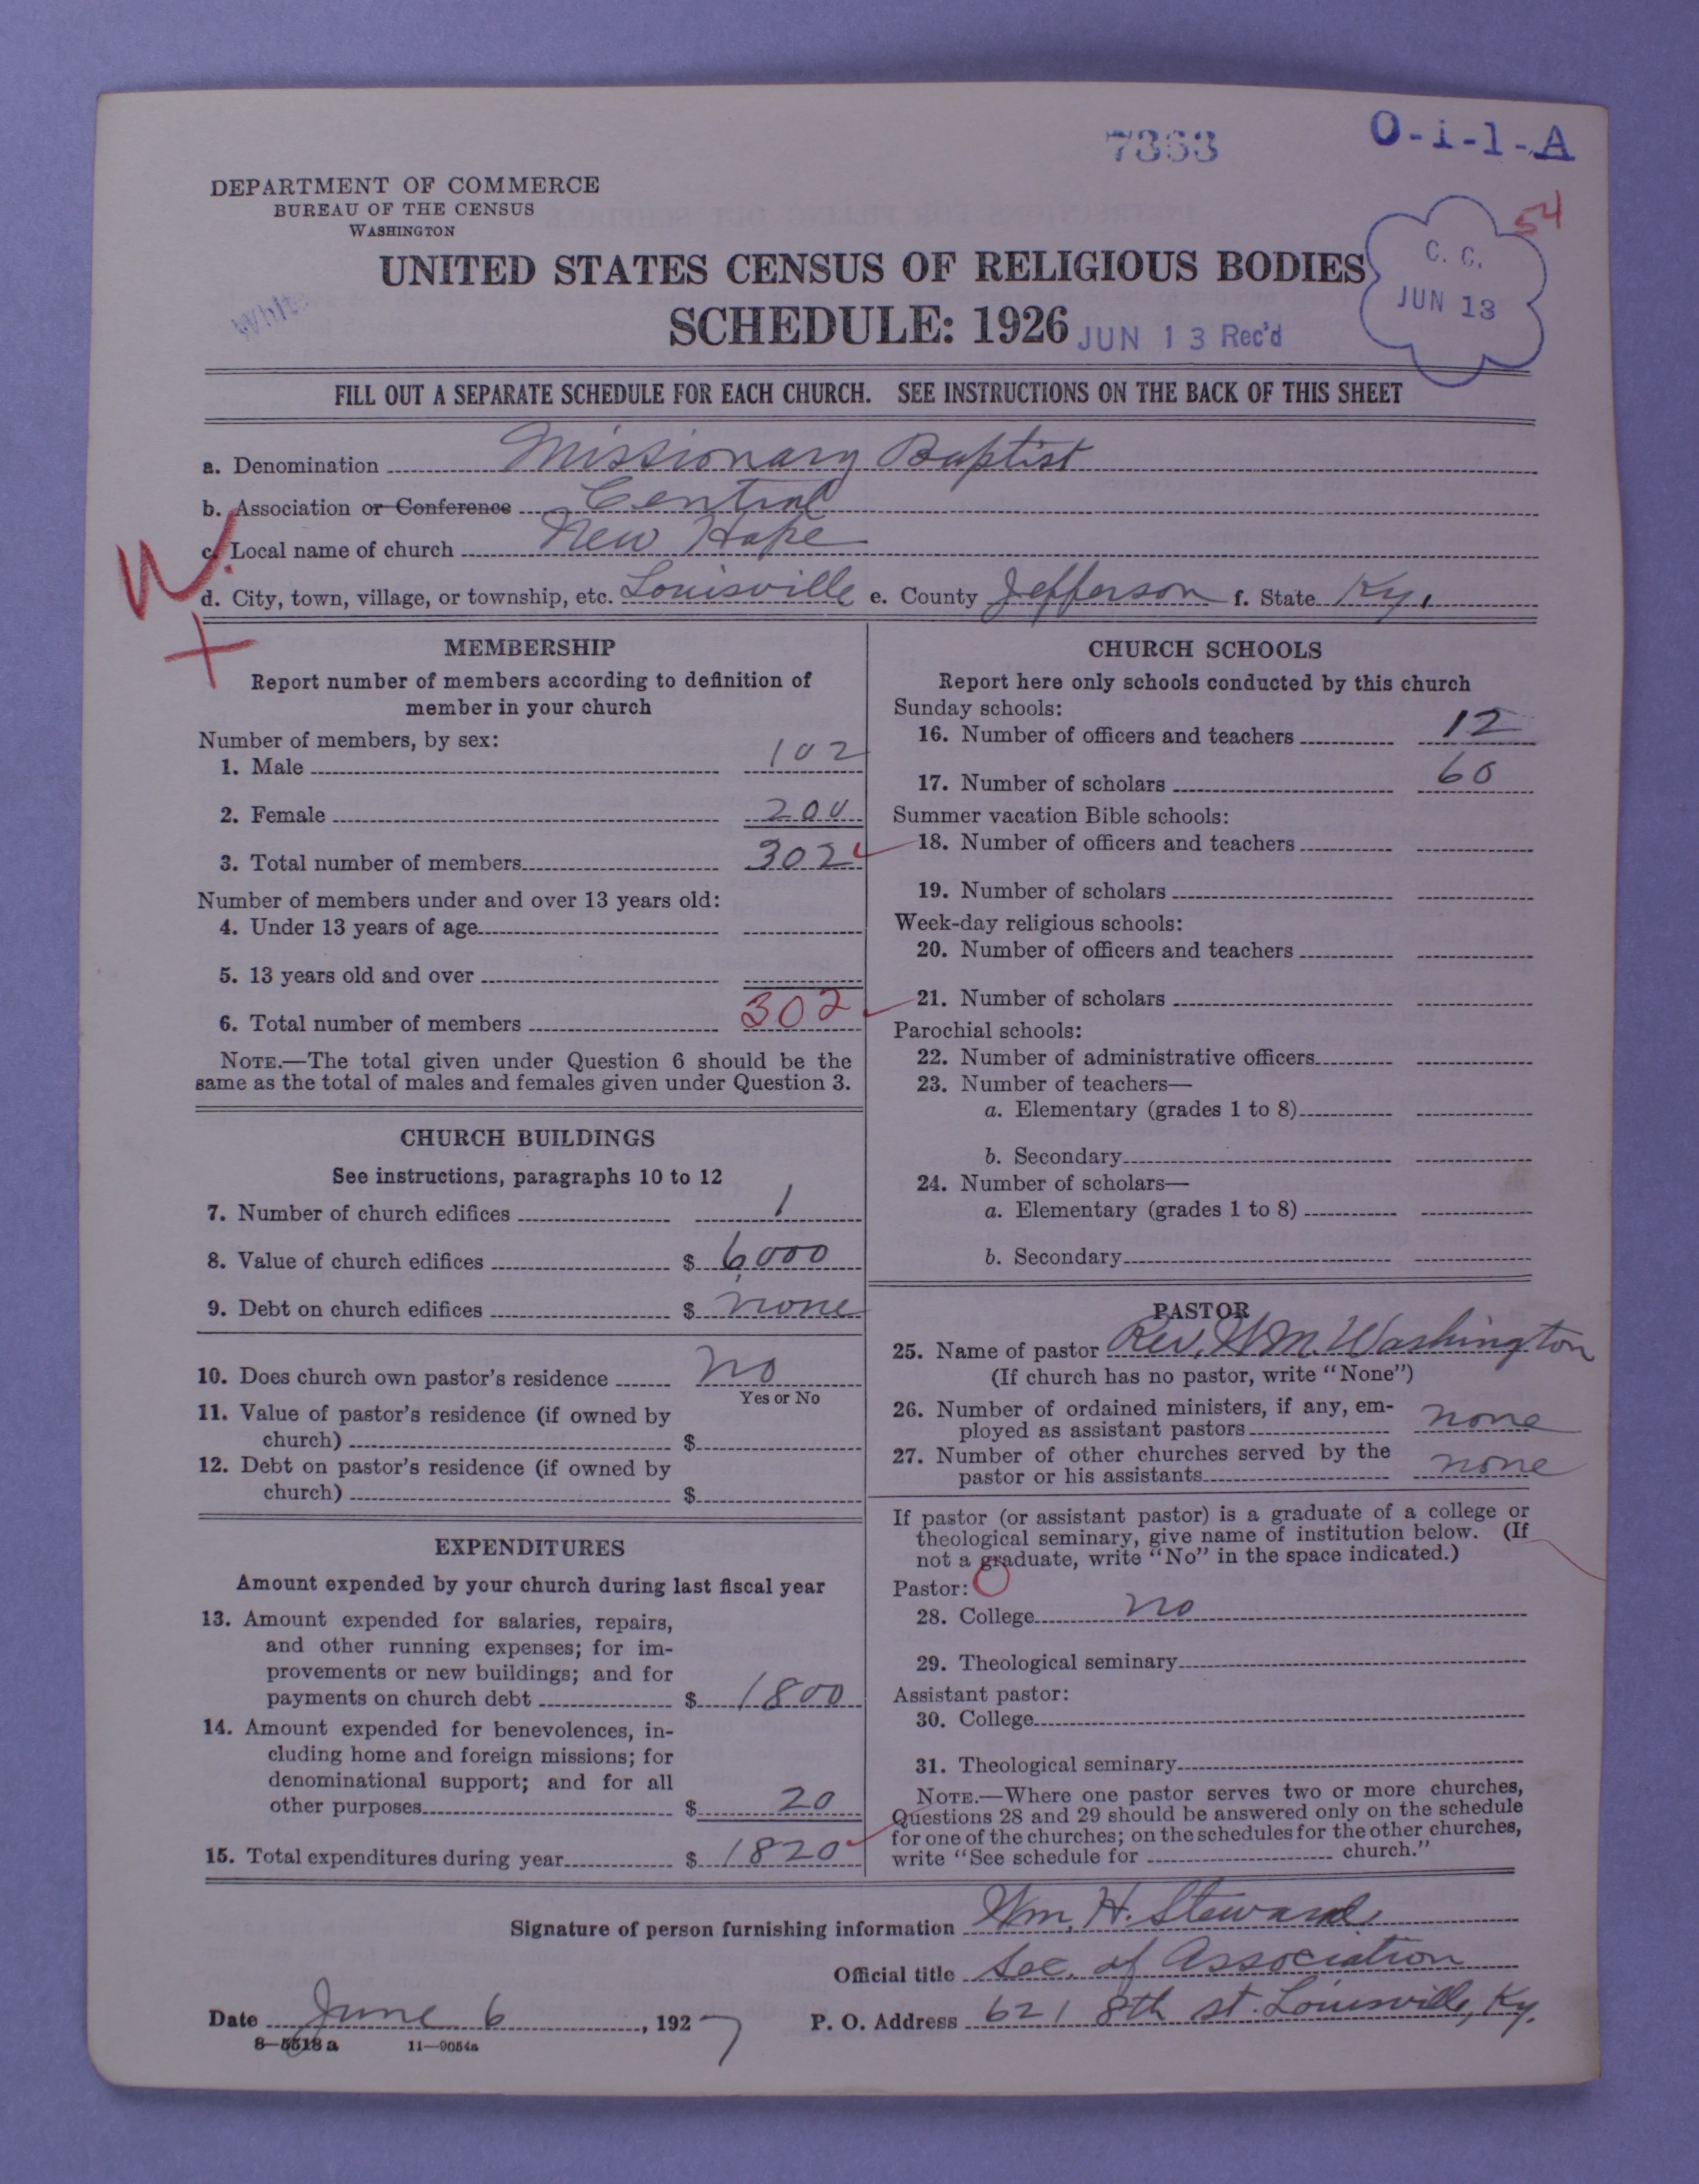 7363
O-i-1-A
54
DEPARTMENT OF COMMERCE
BUREAU OF THE CENSUS
WASHINGTON
C. C.
JUN 13
White
UNITED STATES CENSUS OF RELIGIOUS BODIES
SCHEDULE: 1926
JUN 13 Rec'd
FILL OUT A SEPARATE SCHEDULE FOR EACH CHURCH. SEE INSTRUCTIONS ON THE BACK OF THIS SHEET
a. Denomination Missionary Baptist
b. Association or Conference Central
c. Local name of church New Hope
W.
d. City, town, village, or township, etc. Louisville e. County Jefferson f. State Ky.
+
MEMBERSHIP
Report number of members according to definition of
member in your church
Number of members, by sex:
1. Male 102
2. Female 200
3. Total number of members 302
Number of members under and over 13 years old:
4. Under 13 years of age
5. 13 years old and over
6. Total number of members 302
NOTE.—The total given under Question 6 should be the
same as the total of males and females given under Question 3.
CHURCH BUILDINGS
See instructions, paragraphs 10 to 12
7. Number of church edifices 1
8. Value of church edifices $ 6,000
9. Debt on church edifices $ none
10. Does church own pastor's residence no
Yes or No
11. Value of pastor's residence (if owned by
church) $
12. Debt on pastor's residence (if owned by
church) $
EXPENDITURES
Amount expended by your church during last fiscal year
13. Amount expended for salaries, repairs,
and other running expenses; for im-
provements or new buildings; and for
payments on church debt $ 1800
14. Amount expended for benevolences, in-
cluding home and foreign missions; for
denominational support; and for all
other purposes $ 20
15. Total expenditures during year $ 1820
CHURCH SCHOOLS
Report here only schools conducted by this church
Sunday schools:
16. Number of officers and teachers 12
17. Number of scholars 60
Summer vacation Bible schools:
18. Number of officers and teachers
19. Number of scholars
Week-day religious schools:
20. Number of officers and teachers
21. Number of scholars
Parochial schools:
22. Number of administrative officers
23. Number of teachers—
a. Elementary (grades 1 to 8)
b. Secondary
24. Number of scholars—
a. Elementary (grades 1 to 8)
b. Secondary
PASTOR
25. Name of pastor Rev. Wm. Washington
(If church has no pastor, write "None")
26. Number of ordained ministers, if any, em-
ployed as assistant pastors none
27. Number of other churches served by the
pastor or his assistants none
If pastor (or assistant pastor) is a graduate of a college or
theological seminary, give name of institution below. (If
not a graduate, write "No" in the space indicated.)
Pastor: O
28. College no
29. Theological seminary
Assistant pastor:
30. College
31. Theological seminary
NOTE.—Where one pastor serves two or more churches,
Questions 28 and 29 should be answered only on the schedule
for one of the churches; on the schedules for the other churches,
write "See schedule for church."
Signature of person furnishing information Wm. H. Steward
Official title Sec. of Association
Date June 6, 1927 P. O. Address 621 8th st. Louisville, Ky.
8—5518 a 11—9054a